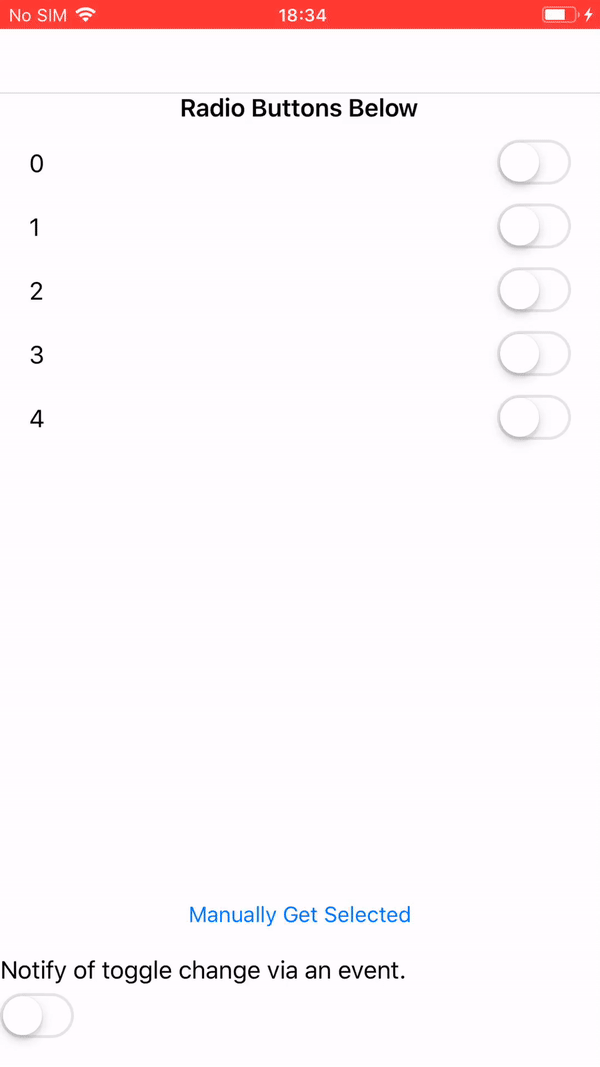 No SIM 18:34
Radio Buttons Below
0
1
2
3
4
Manually Get Selected
Notify of toggle change via an event.